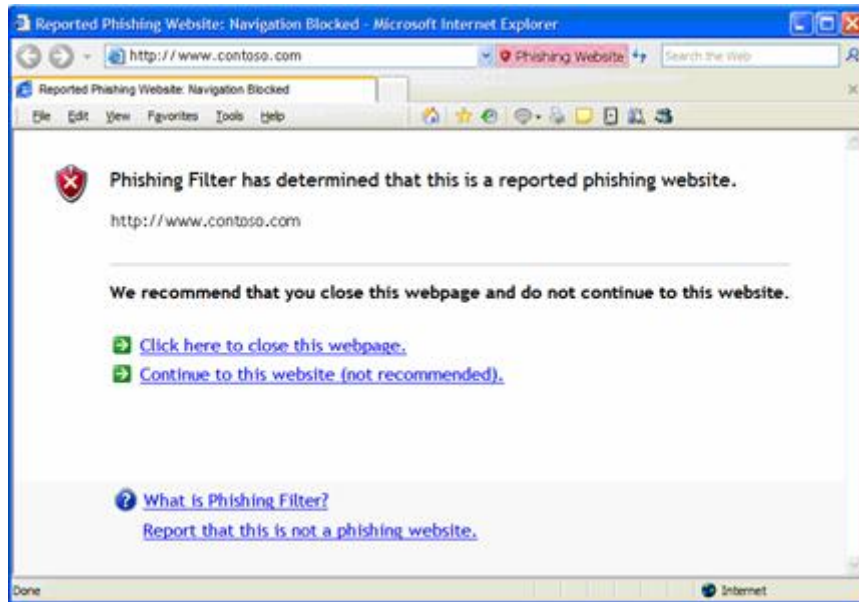 Reported Phishing Website: Navigation Blocked - Microsoft Internet Explorer
http://www.contoso.com
Phishing Website
Search the Web
Reported Phishing Website: Navigation Blocked
File Edit View Favorites Tools Help
Phishing Filter has determined that this is a reported phishing website.
http://www.contoso.com
We recommend that you close this webpage and do not continue to this website.
Click here to close this webpage.
Continue to this website (not recommended).
What is Phishing Filter?
Report that this is not a phishing website.
Done
Internet